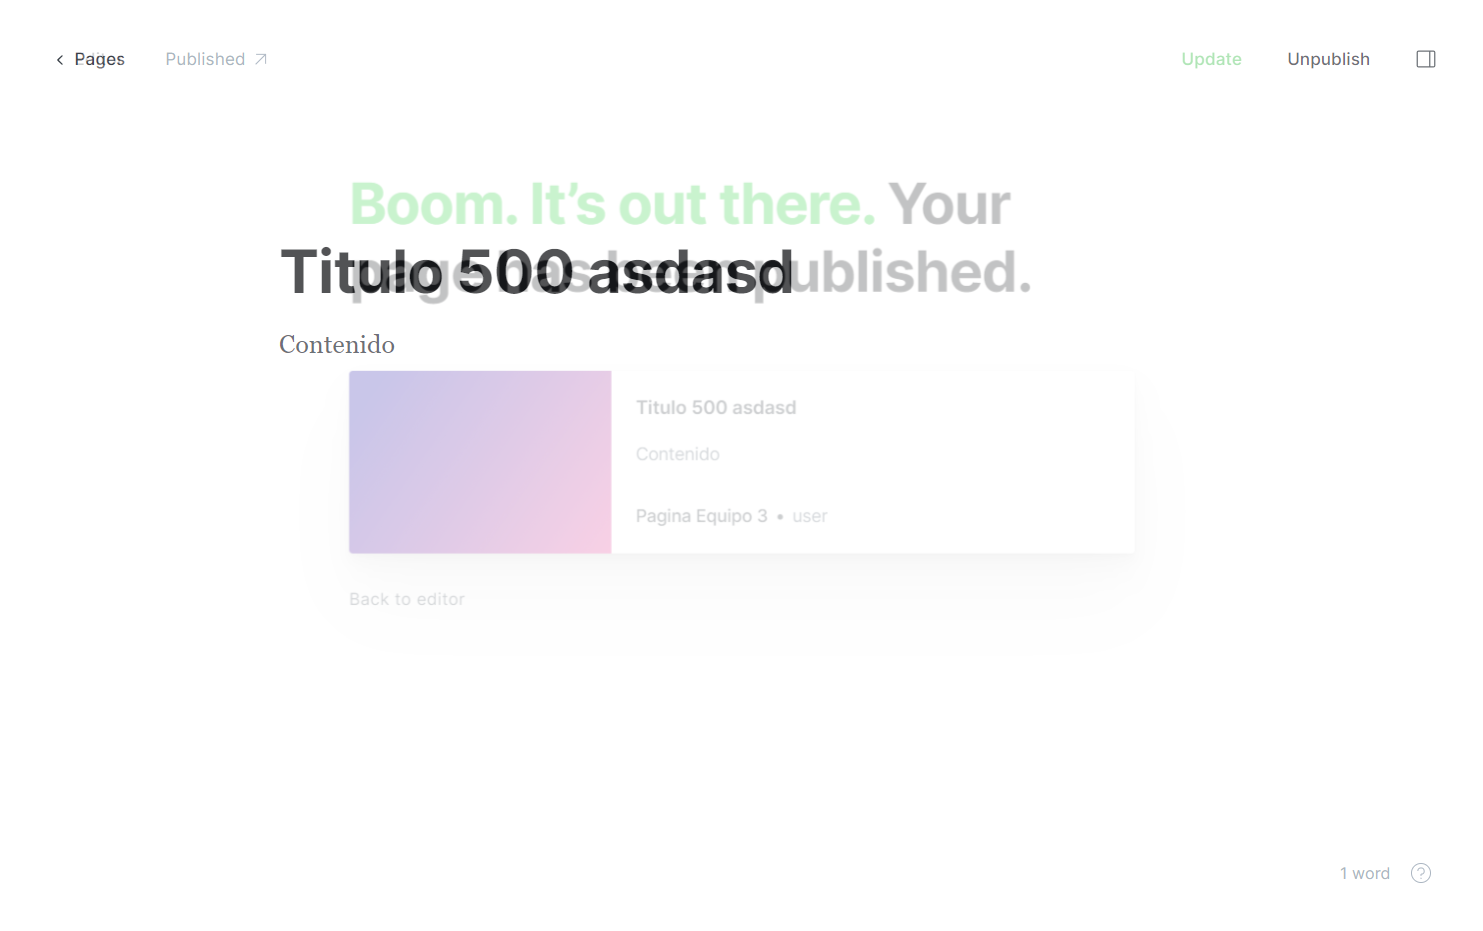 Pages
Published
Update
Unpublish
Boom. It’s out there. Your
page has been published.
Titulo 500 asdasd
Contenido
Titulo 500 asdasd
Contenido
Pagina Equipo 3 • user
Back to editor
1 word